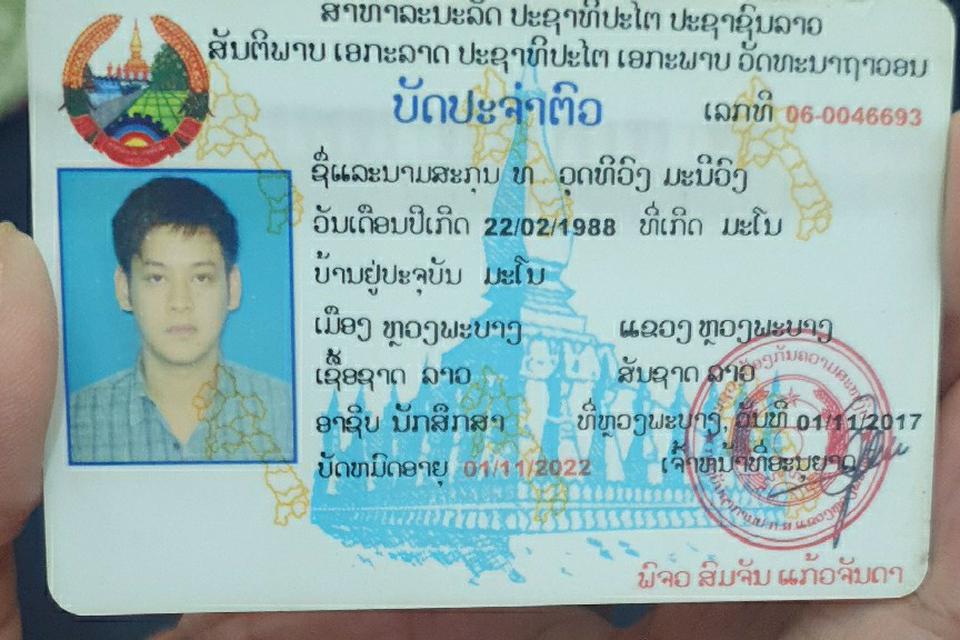 ສາທາລະນະລັດ ປະຊາທິປະໄຕ ປະຊາຊົນລາວ
ສັນຕິພາບ ເອກະລາດ ປະຊາທິປະໄຕ ເອກະພາບ ວັດທະນາຖາວອນ
ບັດປະຈຳຕົວ
ເລກທີ 06-0046693
ຊື່ແລະນາມສະກຸນ ທ ວຸດທິວົງ ມະນີວົງ
ວັນເດືອນປີເກີດ 22/02/1988 ທີ່ເກີດ ມະໂນ
ບ້ານຢູ່ປະຈຸບັນ ມະໂນ
ເມືອງ ຫຼວງພະບາງ ແຂວງ ຫຼວງພະບາງ
ເຊື້ອຊາດ ລາວ ສັນຊາດ ລາວ
ອາຊີບ ນັກສຶກສາ ທີ່ຫຼວງພະບາງ, ວັນທີ 01/11/2017
ບັດຫມົດອາຍຸ 01/11/2022 ເຈົ້າຫນ້າທີ່ອະນຸຍາດ
ພົຈວ ສົມຈັນ ແກ້ວຈັນດາ